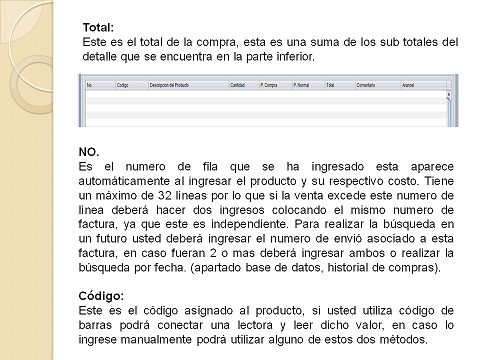 Total:
Este es el total de la compra, esta es una suma de los sub totales del
detalle que se encuentra en la parte inferior.
No. Codigo Descripcion del Producto Cantidad P. Compra P. Normal Total Comentario Arancel
NO.
Es el numero de fila que se ha ingresado esta aparece
automáticamente al ingresar el producto y su respectivo costo. Tiene
un máximo de 32 lineas por lo que si la venta excede este numero de
línea deberá hacer dos ingresos colocando el mismo numero de
factura, ya que este es independiente. Para realizar la búsqueda en
un futuro usted deberá ingresar el numero de envió asociado a esta
factura, en caso fueran 2 o mas deberá ingresar ambos o realizar la
búsqueda por fecha. (apartado base de datos, historial de compras).
Código:
Este es el código asignado al producto, si usted utiliza código de
barras podrá conectar una lectora y leer dicho valor, en caso lo
ingrese manualmente podrá utilizar alguno de estos dos métodos.